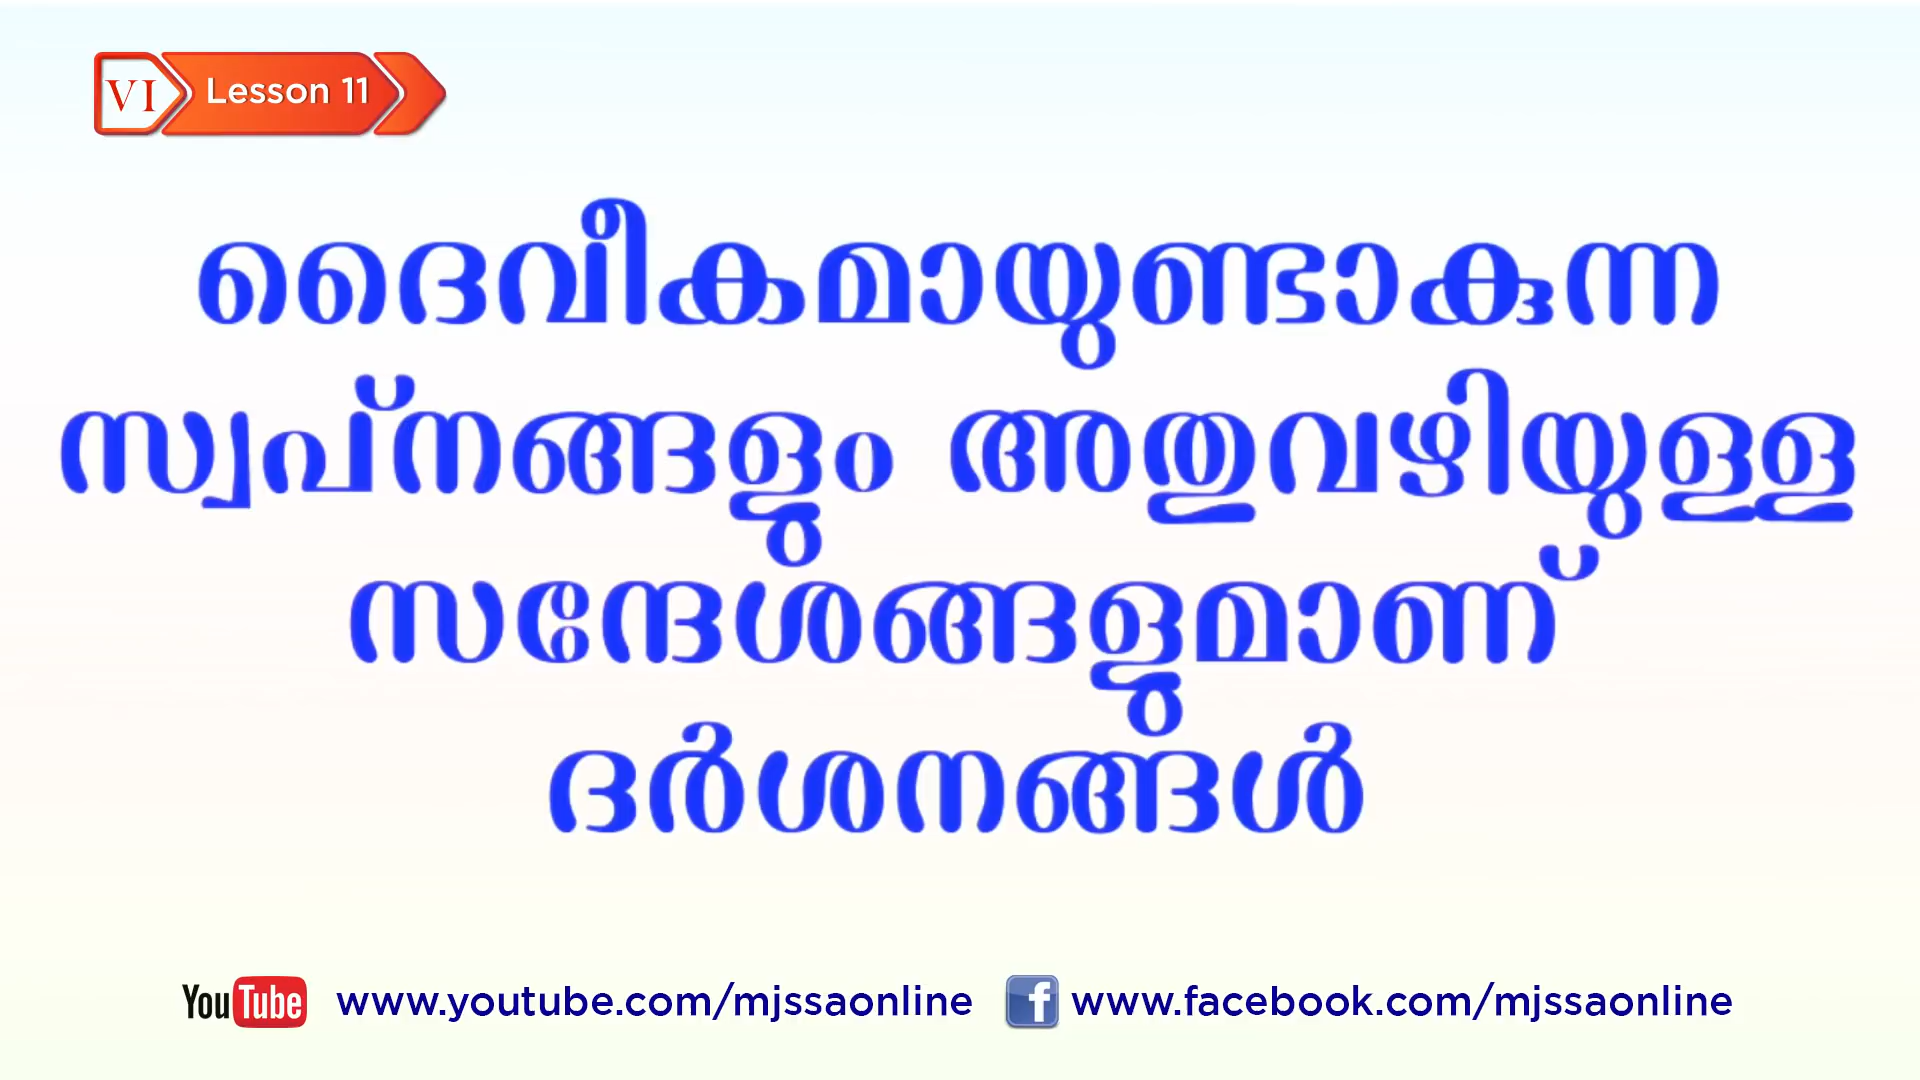 VI Lesson 11
ദൈവീകമായുണ്ടാകുന്ന
സ്വപ്നങ്ങളും അതുവഴിയുള്ള
സന്ദേശങ്ങളുമാണ്
ദർശനങ്ങൾ
YouTube www.youtube.com/mjssaonline f www.facebook.com/mjssaonline